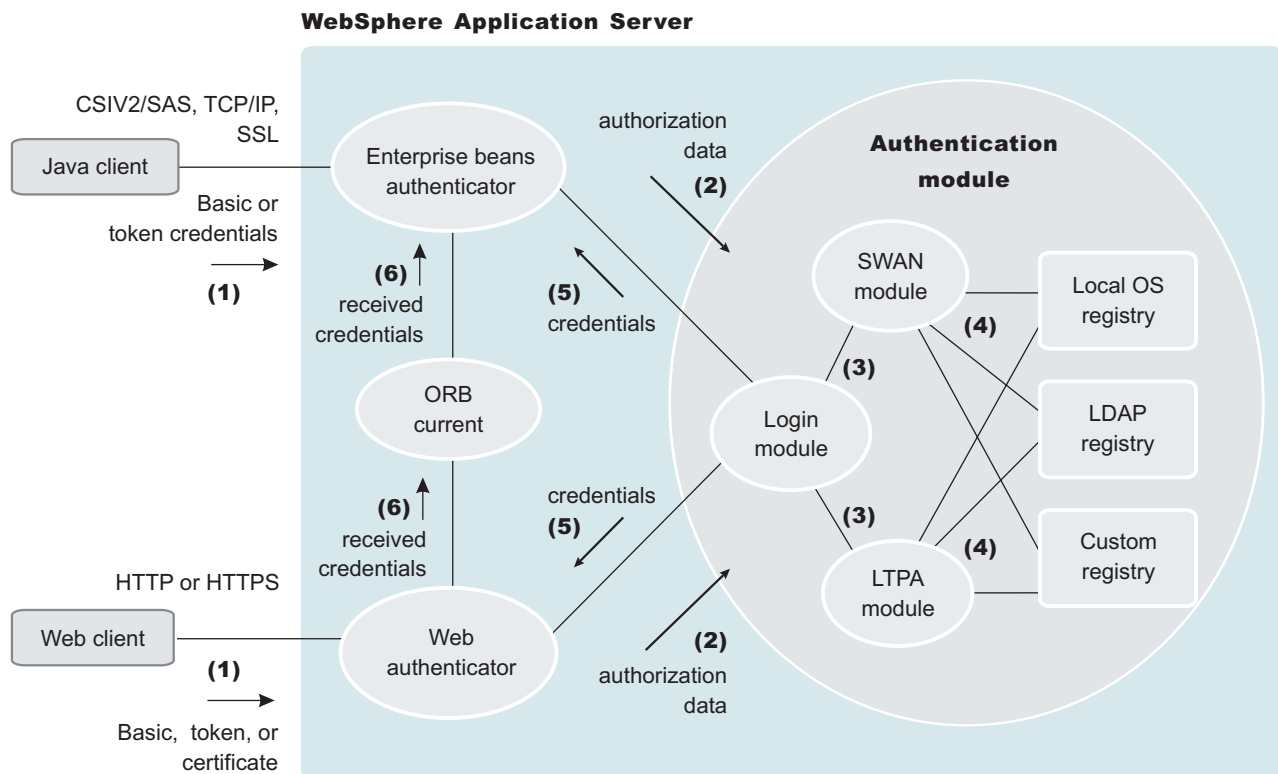 WebSphere Application Server
CSIV2/SAS, TCP/IP,
SSL
Java client
Basic or
token credentials
(1)
Enterprise beans
authenticator
authorization
data
(2)
Authentication
module
(6)
received
credentials
(5)
credentials
SWAN
module
(4)
Local OS
registry
(3)
ORB
current
Login
module
LDAP
registry
(6)
received
credentials
credentials
(5)
(3)
(4)
LTPA
module
Custom
registry
HTTP or HTTPS
Web client
(1)
Basic, token, or
certificate
Web
authenticator
(2)
authorization
data